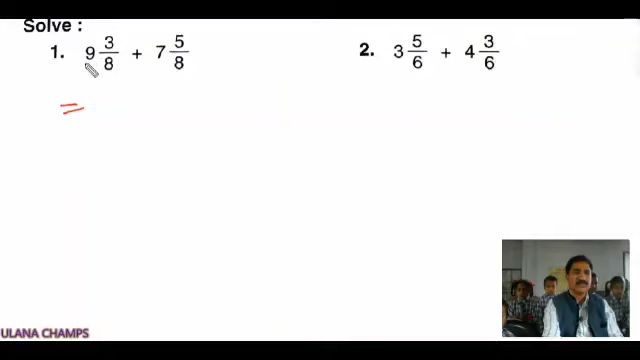 Solve :
1. 9 3/8 + 7 5/8
2. 3 5/6 + 4 3/6
=
ULANA CHAMPS